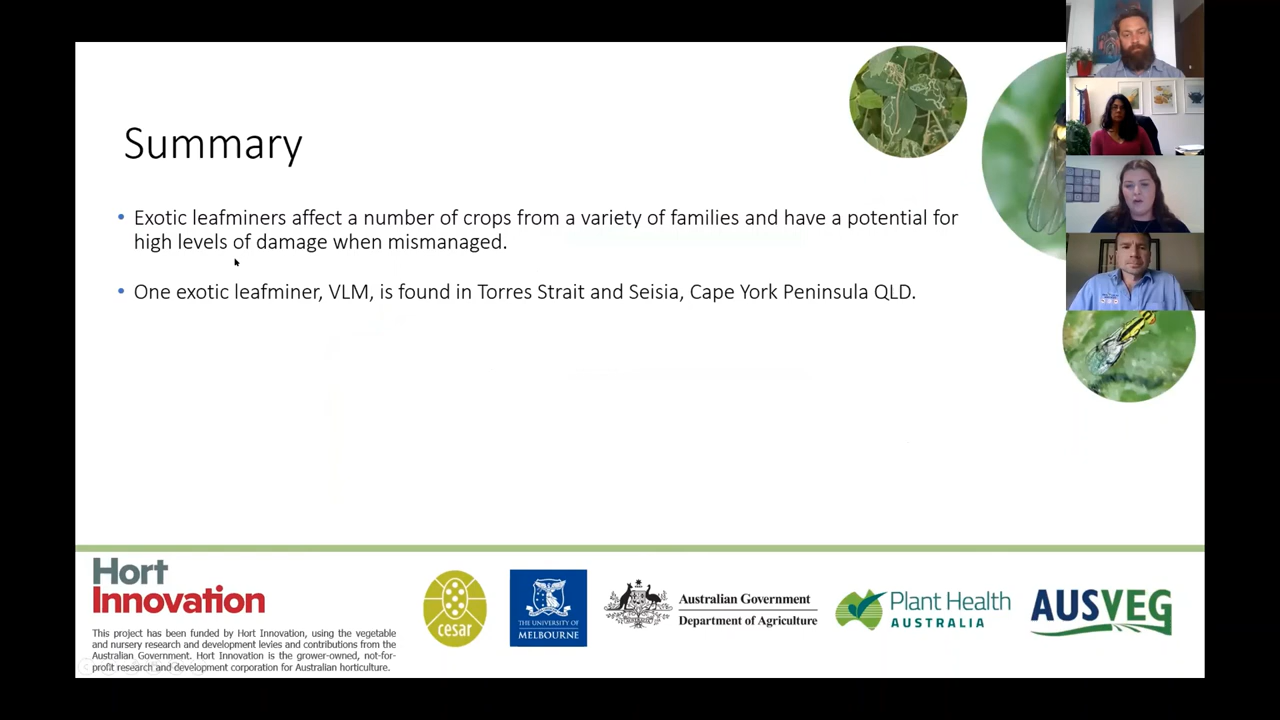 Summary
• Exotic leafminers affect a number of crops from a variety of families and have a potential for
high levels of damage when mismanaged.
• One exotic leafminer, VLM, is found in Torres Strait and Seisia, Cape York Peninsula QLD.
Hort
Innovation
This project has been funded by Hort Innovation, using the vegetable
and nursery research and development levies and contributions from the
Australian Government. Hort Innovation is the grower-owned, not-for-
profit research and development corporation for Australian horticulture.
cesar
THE UNIVERSITY OF
MELBOURNE
Australian Government
Department of Agriculture
Plant Health
AUSTRALIA
AUSVEG